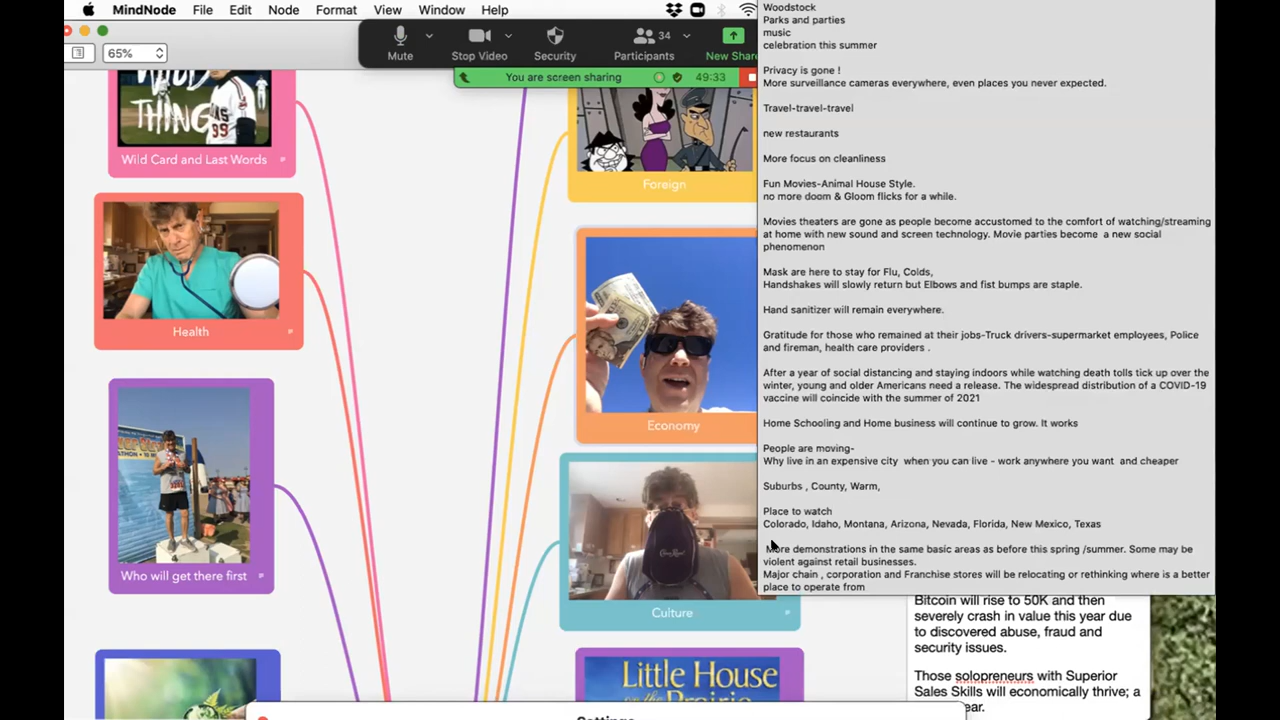 MindNode File Edit Node Format View Window Help
65%
Mute
Stop Video
Security
34
Participants
New Share
You are screen sharing
49:33
WILD
THING
99
Wild Card and Last Words
Health
Who will get there first
Foreign
Economy
Crown Royal
Culture
Little House
on the Prairie
Settings
Woodstock
Parks and parties
music
celebration this summer
Privacy is gone !
More surveillance cameras everywhere, even places you never expected.
Travel-travel-travel
new restaurants
More focus on cleanliness
Fun Movies-Animal House Style.
no more doom & Gloom flicks for a while.
Movies theaters are gone as people become accustomed to the comfort of watching/streaming
at home with new sound and screen technology. Movie parties become a new social
phenomenon
Mask are here to stay for Flu, Colds,
Handshakes will slowly return but Elbows and fist bumps are staple.
Hand sanitizer will remain everywhere.
Gratitude for those who remained at their jobs-Truck drivers-supermarket employees, Police
and fireman, health care providers .
After a year of social distancing and staying indoors while watching death tolls tick up over the
winter, young and older Americans need a release. The widespread distribution of a COVID-19
vaccine will coincide with the summer of 2021
Home Schooling and Home business will continue to grow. It works
People are moving-
Why live in an expensive city when you can live - work anywhere you want and cheaper
Suburbs , County, Warm,
Place to watch
Colorado, Idaho, Montana, Arizona, Nevada, Florida, New Mexico, Texas
More demonstrations in the same basic areas as before this spring /summer. Some may be
violent against retail businesses.
Major chain , corporation and Franchise stores will be relocating or rethinking where is a better
place to operate from
Bitcoin will rise to 50K and then
severely crash in value this year due
to discovered abuse, fraud and
security issues.
Those solopreneurs with Superior
Sales Skills will economically thrive; a